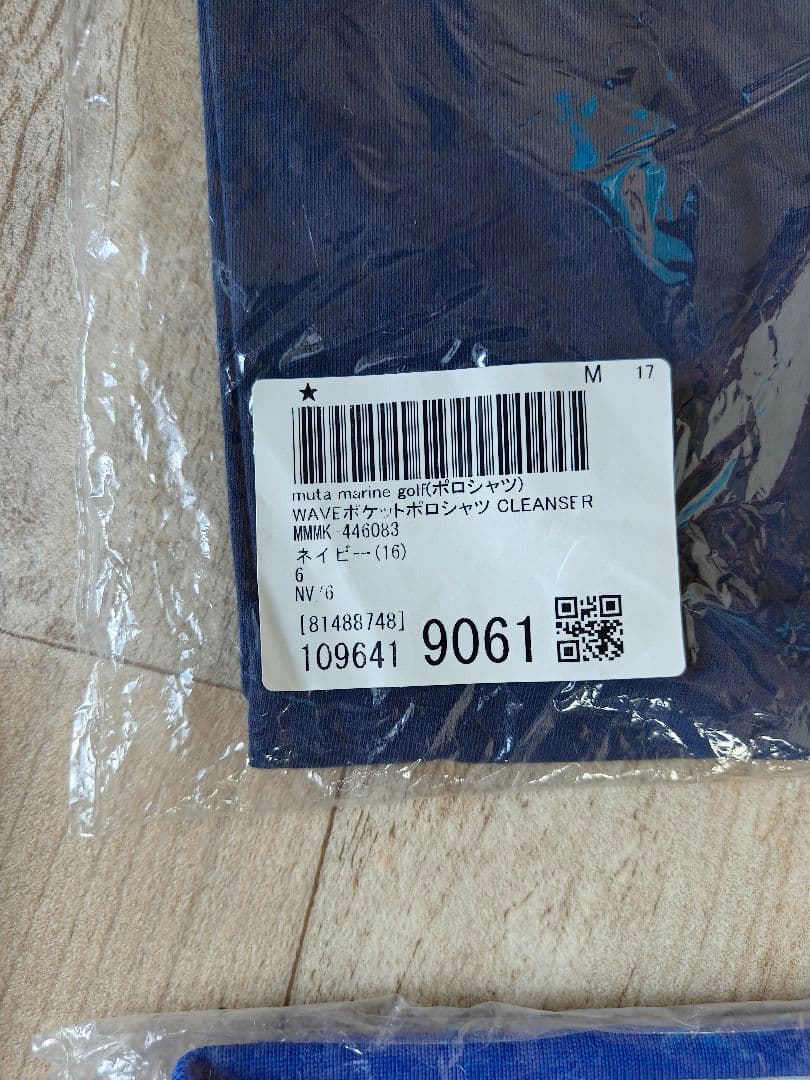 ★ M 17
muta marine golf(ポロシャツ)
WAVEポケットポロシャツ CLEANSER
MMMK-446083
ネイビー(16)
6
NV/6
[81488748]
109641 9061